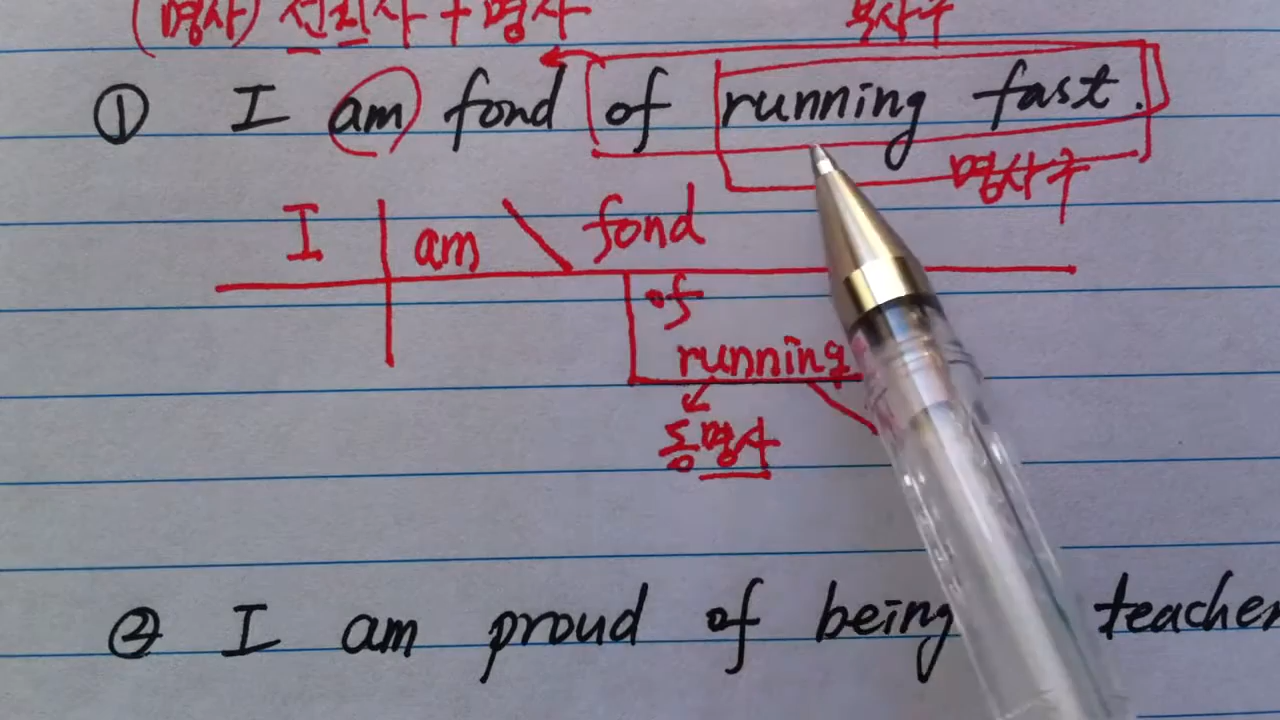 (명사) 전치사 + 명사 부사구
① I am fond of running fast.
명사구
I am fond
of
running
동명사
② I am proud of being teacher